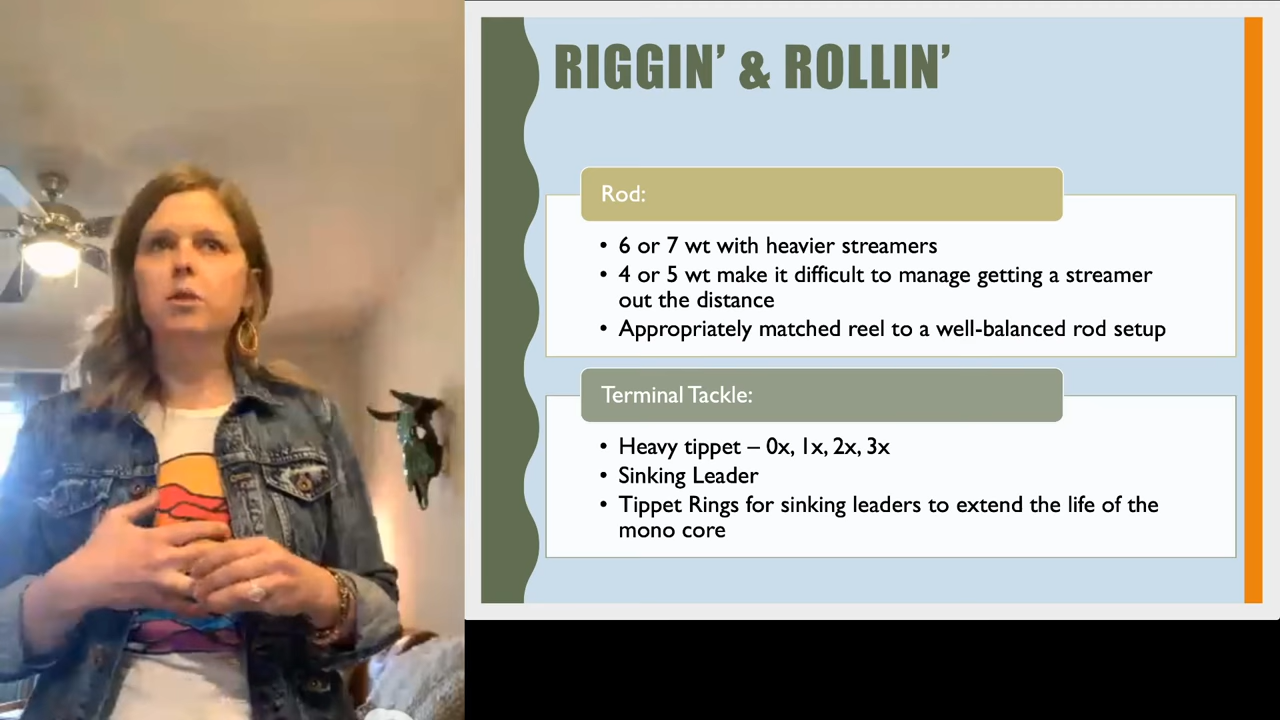 RIGGIN’ & ROLLIN’
Rod:
• 6 or 7 wt with heavier streamers
• 4 or 5 wt make it difficult to manage getting a streamer
out the distance
• Appropriately matched reel to a well-balanced rod setup
Terminal Tackle:
• Heavy tippet – 0x, 1x, 2x, 3x
• Sinking Leader
• Tippet Rings for sinking leaders to extend the life of the
mono core